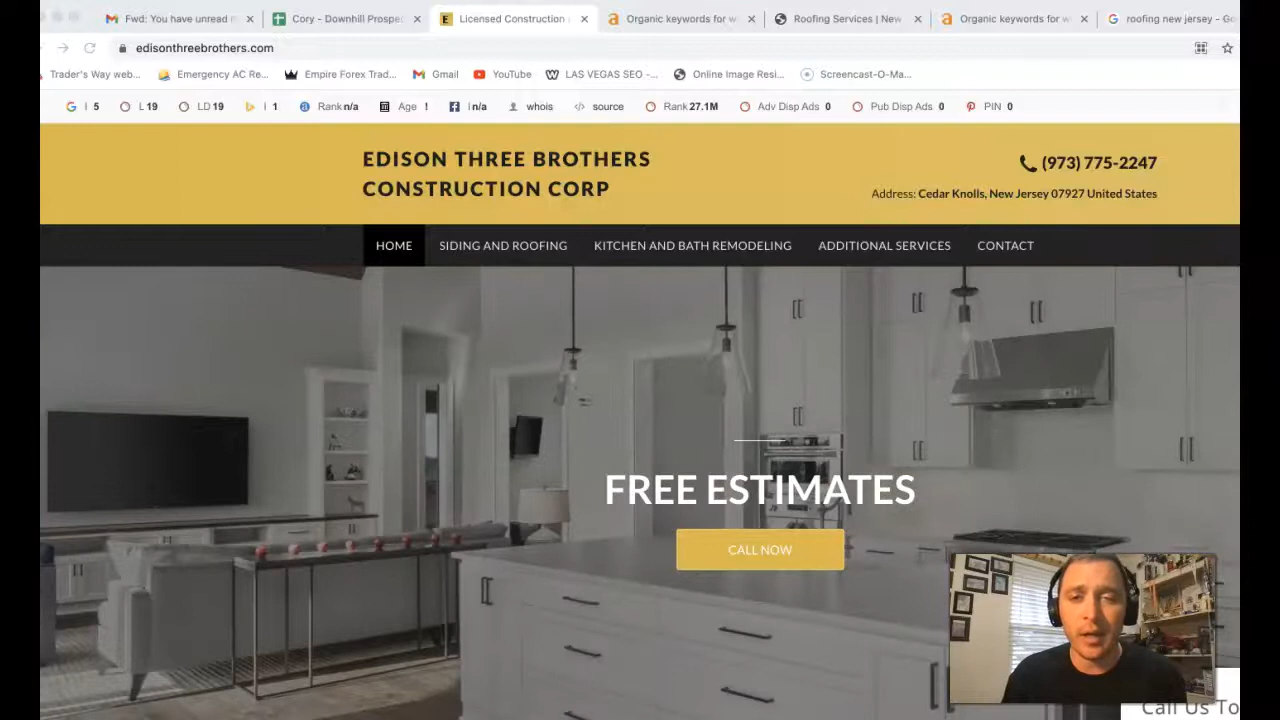 Fwd: You have unread m
Cory - Downhill Prospe
Licensed Construction
Organic keywords for w
Roofing Services | New
Organic keywords for w
roofing new jersey - Go
edisonthreebrothers.com
Trader's Way web...
Emergency AC Re...
Empire Forex Trad...
Gmail
YouTube
LAS VEGAS SEO -...
Online Image Resi...
Screencast-O-Ma...
I 5
L 19
LD 19
I 1
Rank n/a
Age !
n/a
whois
source
Rank 27.1M
Adv Disp Ads 0
Pub Disp Ads 0
PIN 0
EDISON THREE BROTHERS
CONSTRUCTION CORP
(973) 775-2247
Address: Cedar Knolls, New Jersey 07927 United States
HOME SIDING AND ROOFING KITCHEN AND BATH REMODELING ADDITIONAL SERVICES CONTACT
FREE ESTIMATES
CALL NOW
Call Us To